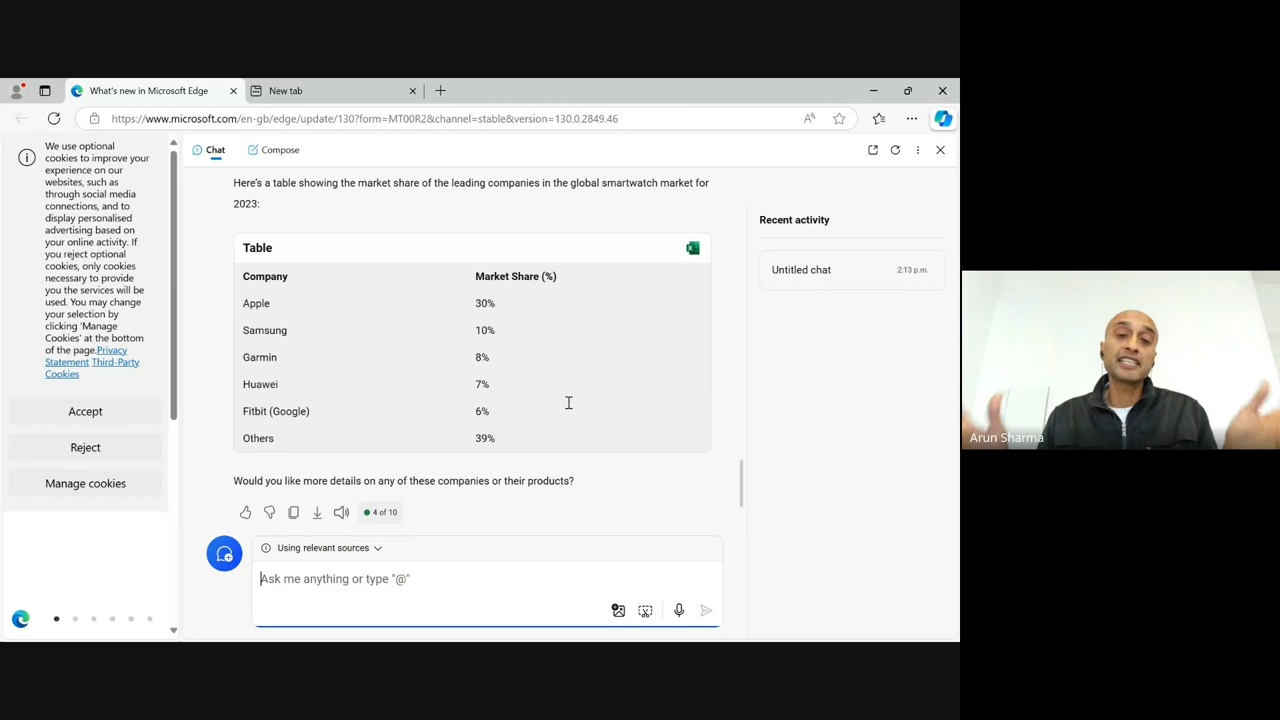 What's new in Microsoft Edge
New tab
https://www.microsoft.com/en-gb/edge/update/130?form=MT00R2&channel=stable&version=130.0.2849.46
We use optional
cookies to improve your
experience on our
websites, such as
through social media
connections, and to
display personalised
advertising based on
your online activity. If
you reject optional
cookies, only cookies
necessary to provide
you the services will be
used. You may change
your selection by
clicking 'Manage
Cookies' at the bottom
of the page.Privacy
Statement Third-Party
Cookies
Accept
Reject
Manage cookies
Chat
Compose
Here's a table showing the market share of the leading companies in the global smartwatch market for
2023:
Table
Company Market Share (%)
Apple 30%
Samsung 10%
Garmin 8%
Huawei 7%
Fitbit (Google) 6%
Others 39%
Would you like more details on any of these companies or their products?
4 of 10
Using relevant sources
Ask me anything or type "@"
Recent activity
Untitled chat 2:13 p.m.
Arun Sharma